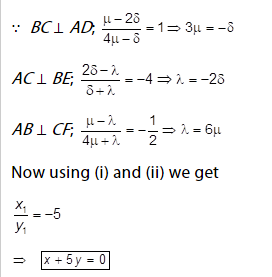 ∵ BC ⊥ AD; (μ − 2δ)/(4μ − δ) = 1 ⇒ 3μ = −δ
AC ⊥ BE; (2δ − λ)/(δ + λ) = −4 ⇒ λ = −2δ
AB ⊥ CF; (μ − λ)/(4μ + λ) = −1/2 ⇒ λ = 6μ
Now using (i) and (ii) we get
x₁/y₁ = −5
⇒ x + 5y = 0